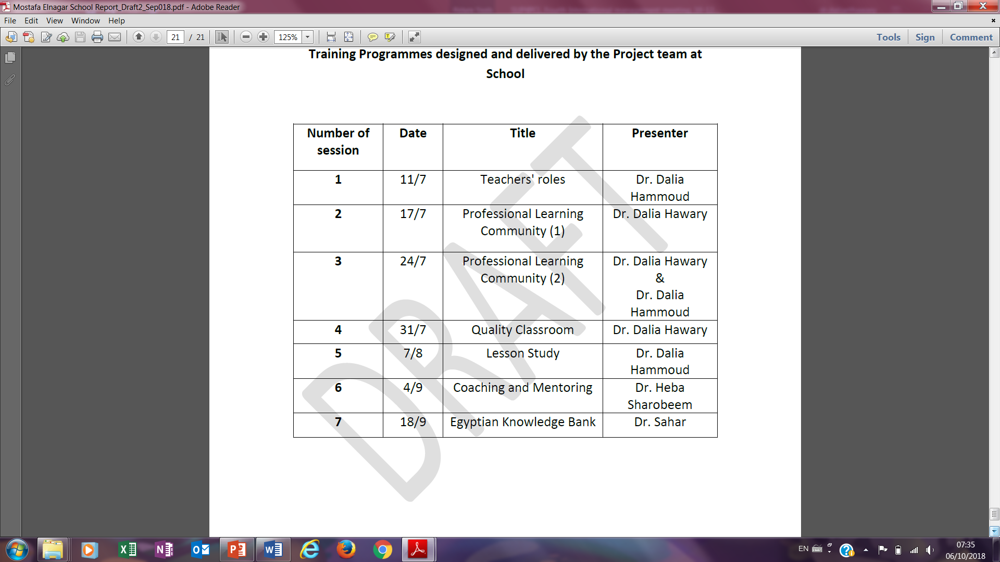 Mostafa Elnagar School Report_Draft2_Sep018.pdf - Adobe Reader
File Edit View Window Help
21 / 21 125% Tools Sign Comment
Training Programmes designed and delivered by the Project team at
School
Number of session Date Title Presenter
1 11/7 Teachers' roles Dr. Dalia Hammoud
2 17/7 Professional Learning Community (1) Dr. Dalia Hawary
3 24/7 Professional Learning Community (2) Dr. Dalia Hawary & Dr. Dalia Hammoud
4 31/7 Quality Classroom Dr. Dalia Hawary
5 7/8 Lesson Study Dr. Dalia Hammoud
6 4/9 Coaching and Mentoring Dr. Heba Sharobeem
7 18/9 Egyptian Knowledge Bank Dr. Sahar
DRAFT
EN 07:35
06/10/2018